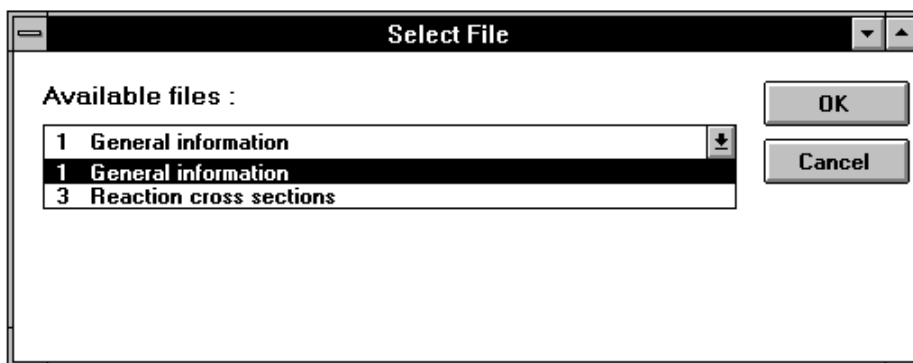 Select File
Available files :
OK
1 General information
1 General information
Cancel
3 Reaction cross sections